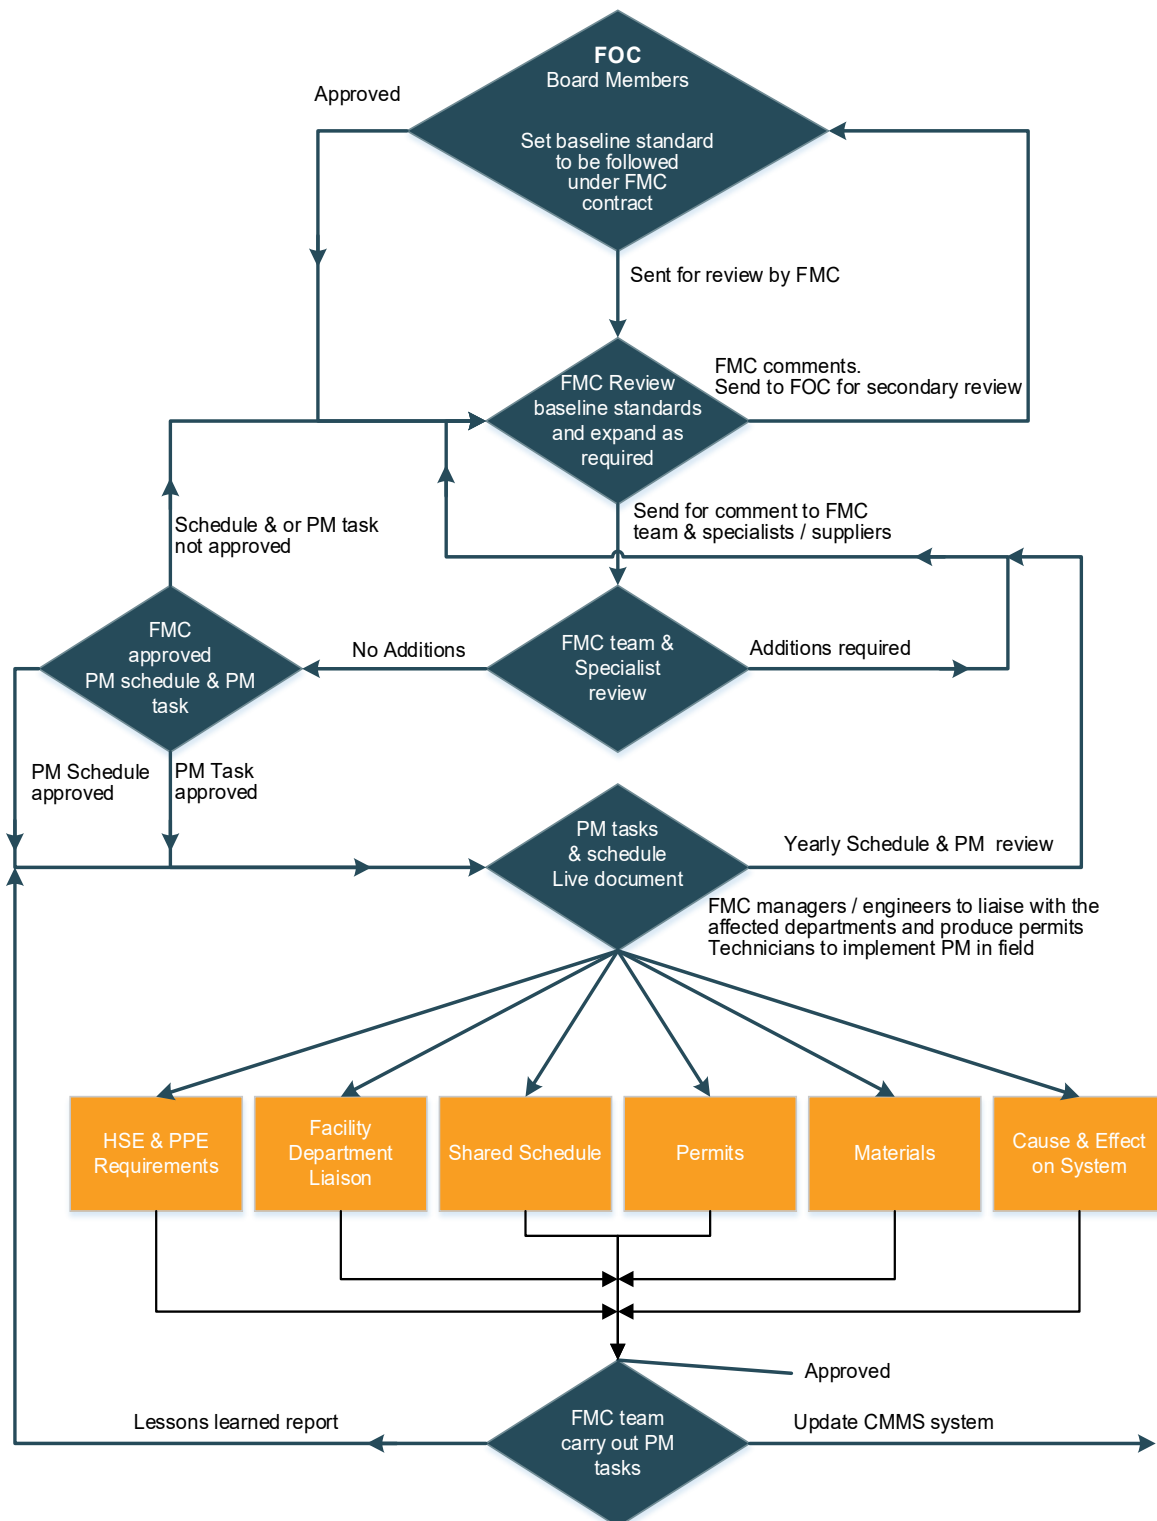 FOC
Board Members
Approved
Set baseline standard
to be followed
under FMC
contract
Sent for review by FMC
FMC comments.
Send to FOC for secondary review
FMC Review
baseline standards
and expand as
required
Send for comment to FMC
team & specialists / suppliers
Schedule & or PM task
not approved
FMC
approved
PM schedule & PM
task
No Additions
FMC team &
Specialist
review
Additions required
PM Schedule
approved
PM Task
approved
PM tasks
& schedule
Live document
Yearly Schedule & PM  review
FMC managers / engineers to liaise with the
affected departments and produce permits
Technicians to implement PM in field
HSE & PPE
Requirements
Facility
Department
Liaison
Shared Schedule
Permits
Materials
Cause & Effect
on System
Approved
Lessons learned report
FMC team
carry out PM
tasks
Update CMMS system